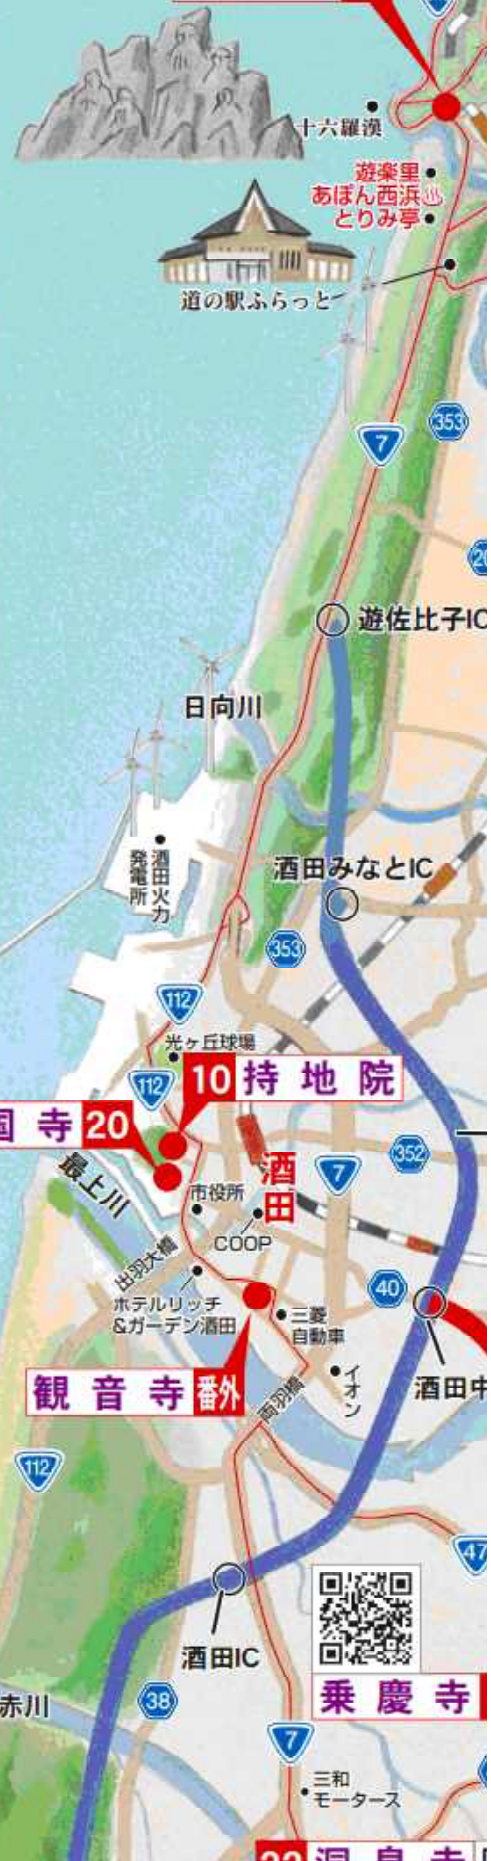 十六羅漢
遊楽里
あぽん西浜♨
とりみ亭
道の駅ふらっと
353
7
20
遊佐比子IC
日向川
酒田みなとIC
酒田火力
発電所
353
112
光ヶ丘球場
112
10 持地院
国寺 20
最上川
酒田
7
352
市役所
COOP
出羽大橋
ホテルリッチ
&ガーデン酒田
40
三菱
自動車
イオン
酒田中
観音寺 番外
両羽橋
112
47
酒田IC
乗慶寺
赤川
38
7
三和
モータース